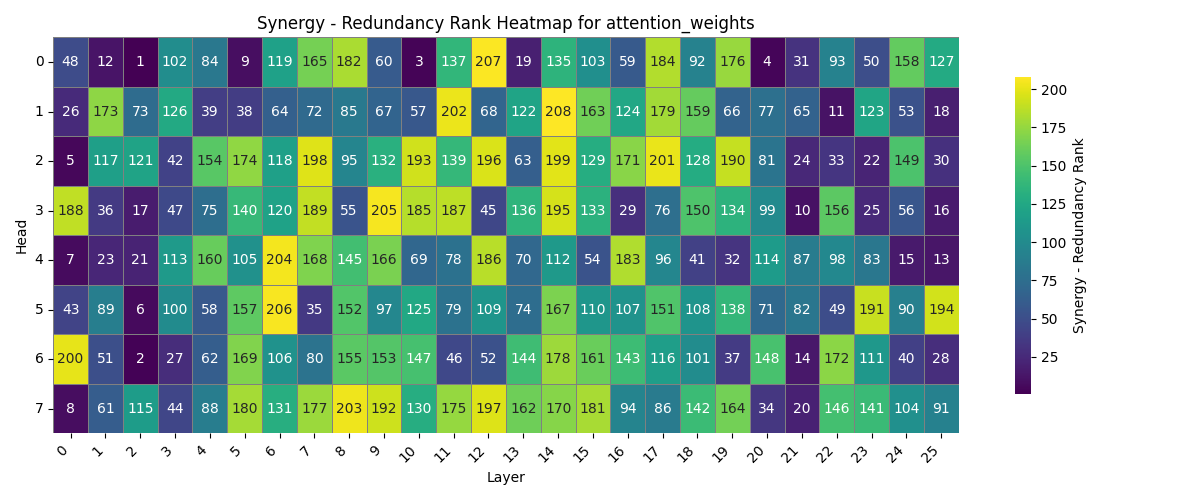 Synergy - Redundancy Rank Heatmap for attention_weights
Head
0 48 12 1 102 84 9 119 165 182 60 3 137 207 19 135 103 59 184 92 176 4 31 93 50 158 127
1 26 173 73 126 39 38 64 72 85 67 57 202 68 122 208 163 124 179 159 66 77 65 11 123 53 18
2 5 117 121 42 154 174 118 198 95 132 193 139 196 63 199 129 171 201 128 190 81 24 33 22 149 30
3 188 36 17 47 75 140 120 189 55 205 185 187 45 136 195 133 29 76 150 134 99 10 156 25 56 16
4 7 23 21 113 160 105 204 168 145 166 69 78 186 70 112 54 183 96 41 32 114 87 98 83 15 13
5 43 89 6 100 58 157 206 35 152 97 125 79 109 74 167 110 107 151 108 138 71 82 49 191 90 194
6 200 51 2 27 62 169 106 80 155 153 147 46 52 144 178 161 143 116 101 37 148 14 172 111 40 28
7 8 61 115 44 88 180 131 177 203 192 130 175 197 162 170 181 94 86 142 164 34 20 146 141 104 91
0 1 2 3 4 5 6 7 8 9 10 11 12 13 14 15 16 17 18 19 20 21 22 23 24 25
Layer
200
175
150
125
100
75
50
25
Synergy - Redundancy Rank